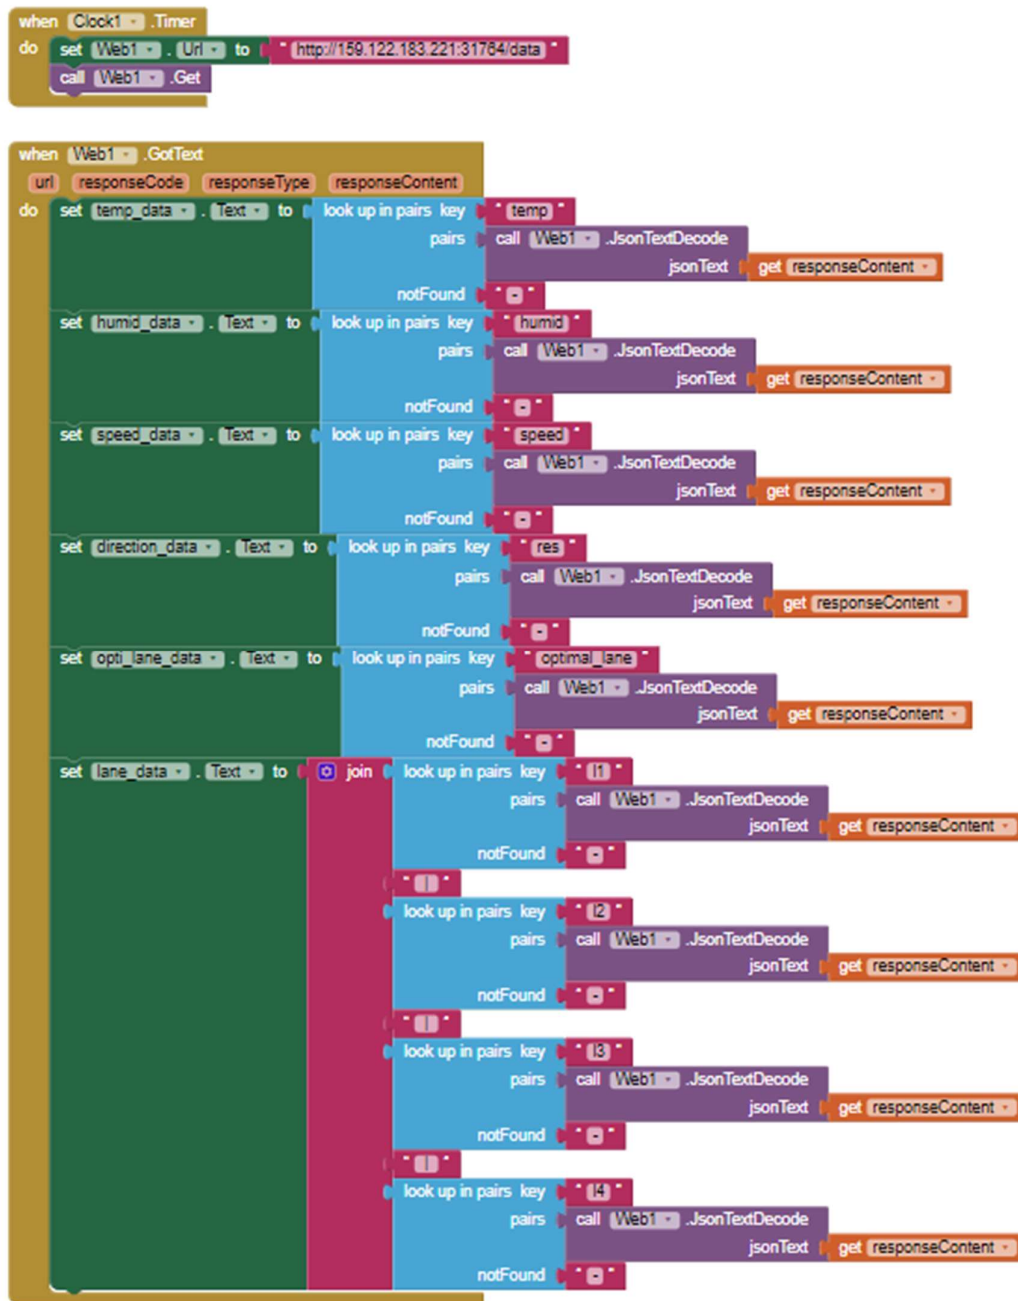 when Clock1 .Timer
do set Web1 . Url to " http://159.122.183.221:31764/data "
call Web1 .Get
when Web1 .GotText
url responseCode responseType responseContent
do set temp_data . Text to look up in pairs key " temp "
pairs call Web1 .JsonTextDecode
jsonText get responseContent
notFound " - "
set humid_data . Text to look up in pairs key " humid "
pairs call Web1 .JsonTextDecode
jsonText get responseContent
notFound " - "
set speed_data . Text to look up in pairs key " speed "
pairs call Web1 .JsonTextDecode
jsonText get responseContent
notFound " - "
set direction_data . Text to look up in pairs key " res "
pairs call Web1 .JsonTextDecode
jsonText get responseContent
notFound " - "
set opti_lane_data . Text to look up in pairs key " optimal_lane "
pairs call Web1 .JsonTextDecode
jsonText get responseContent
notFound " - "
set lane_data . Text to join look up in pairs key " l1 "
pairs call Web1 .JsonTextDecode
jsonText get responseContent
notFound " - "
" | "
look up in pairs key " l2 "
pairs call Web1 .JsonTextDecode
jsonText get responseContent
notFound " - "
" | "
look up in pairs key " l3 "
pairs call Web1 .JsonTextDecode
jsonText get responseContent
notFound " - "
" | "
look up in pairs key " l4 "
pairs call Web1 .JsonTextDecode
jsonText get responseContent
notFound " - "